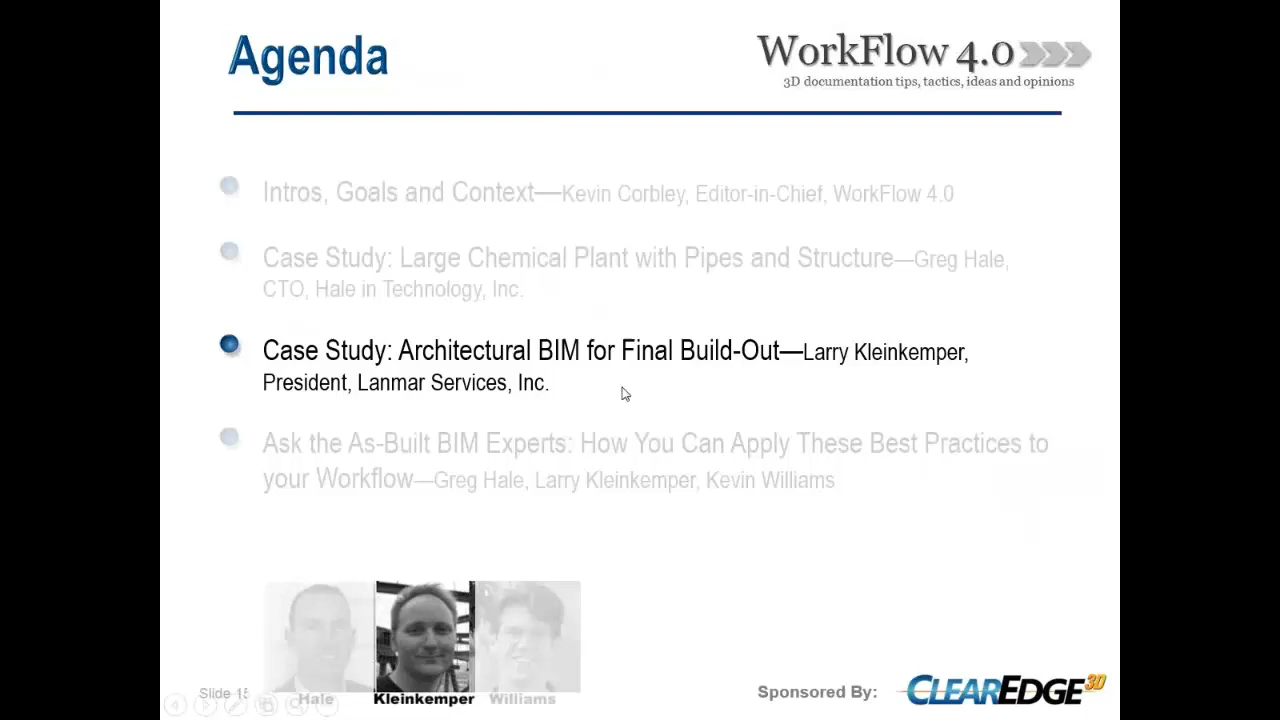 Agenda
WorkFlow 4.0
3D documentation tips, tactics, ideas and opinions
Intros, Goals and Context—Kevin Corbley, Editor-in-Chief, WorkFlow 4.0
Case Study: Large Chemical Plant with Pipes and Structure—Greg Hale,
CTO, Hale in Technology, Inc.
Case Study: Architectural BIM for Final Build-Out—Larry Kleinkemper,
President, Lanmar Services, Inc.
Ask the As-Built BIM Experts: How You Can Apply These Best Practices to
your Workflow—Greg Hale, Larry Kleinkemper, Kevin Williams
Slide 15
Hale Kleinkemper Williams
Sponsored By: CLEAREDGE 3D